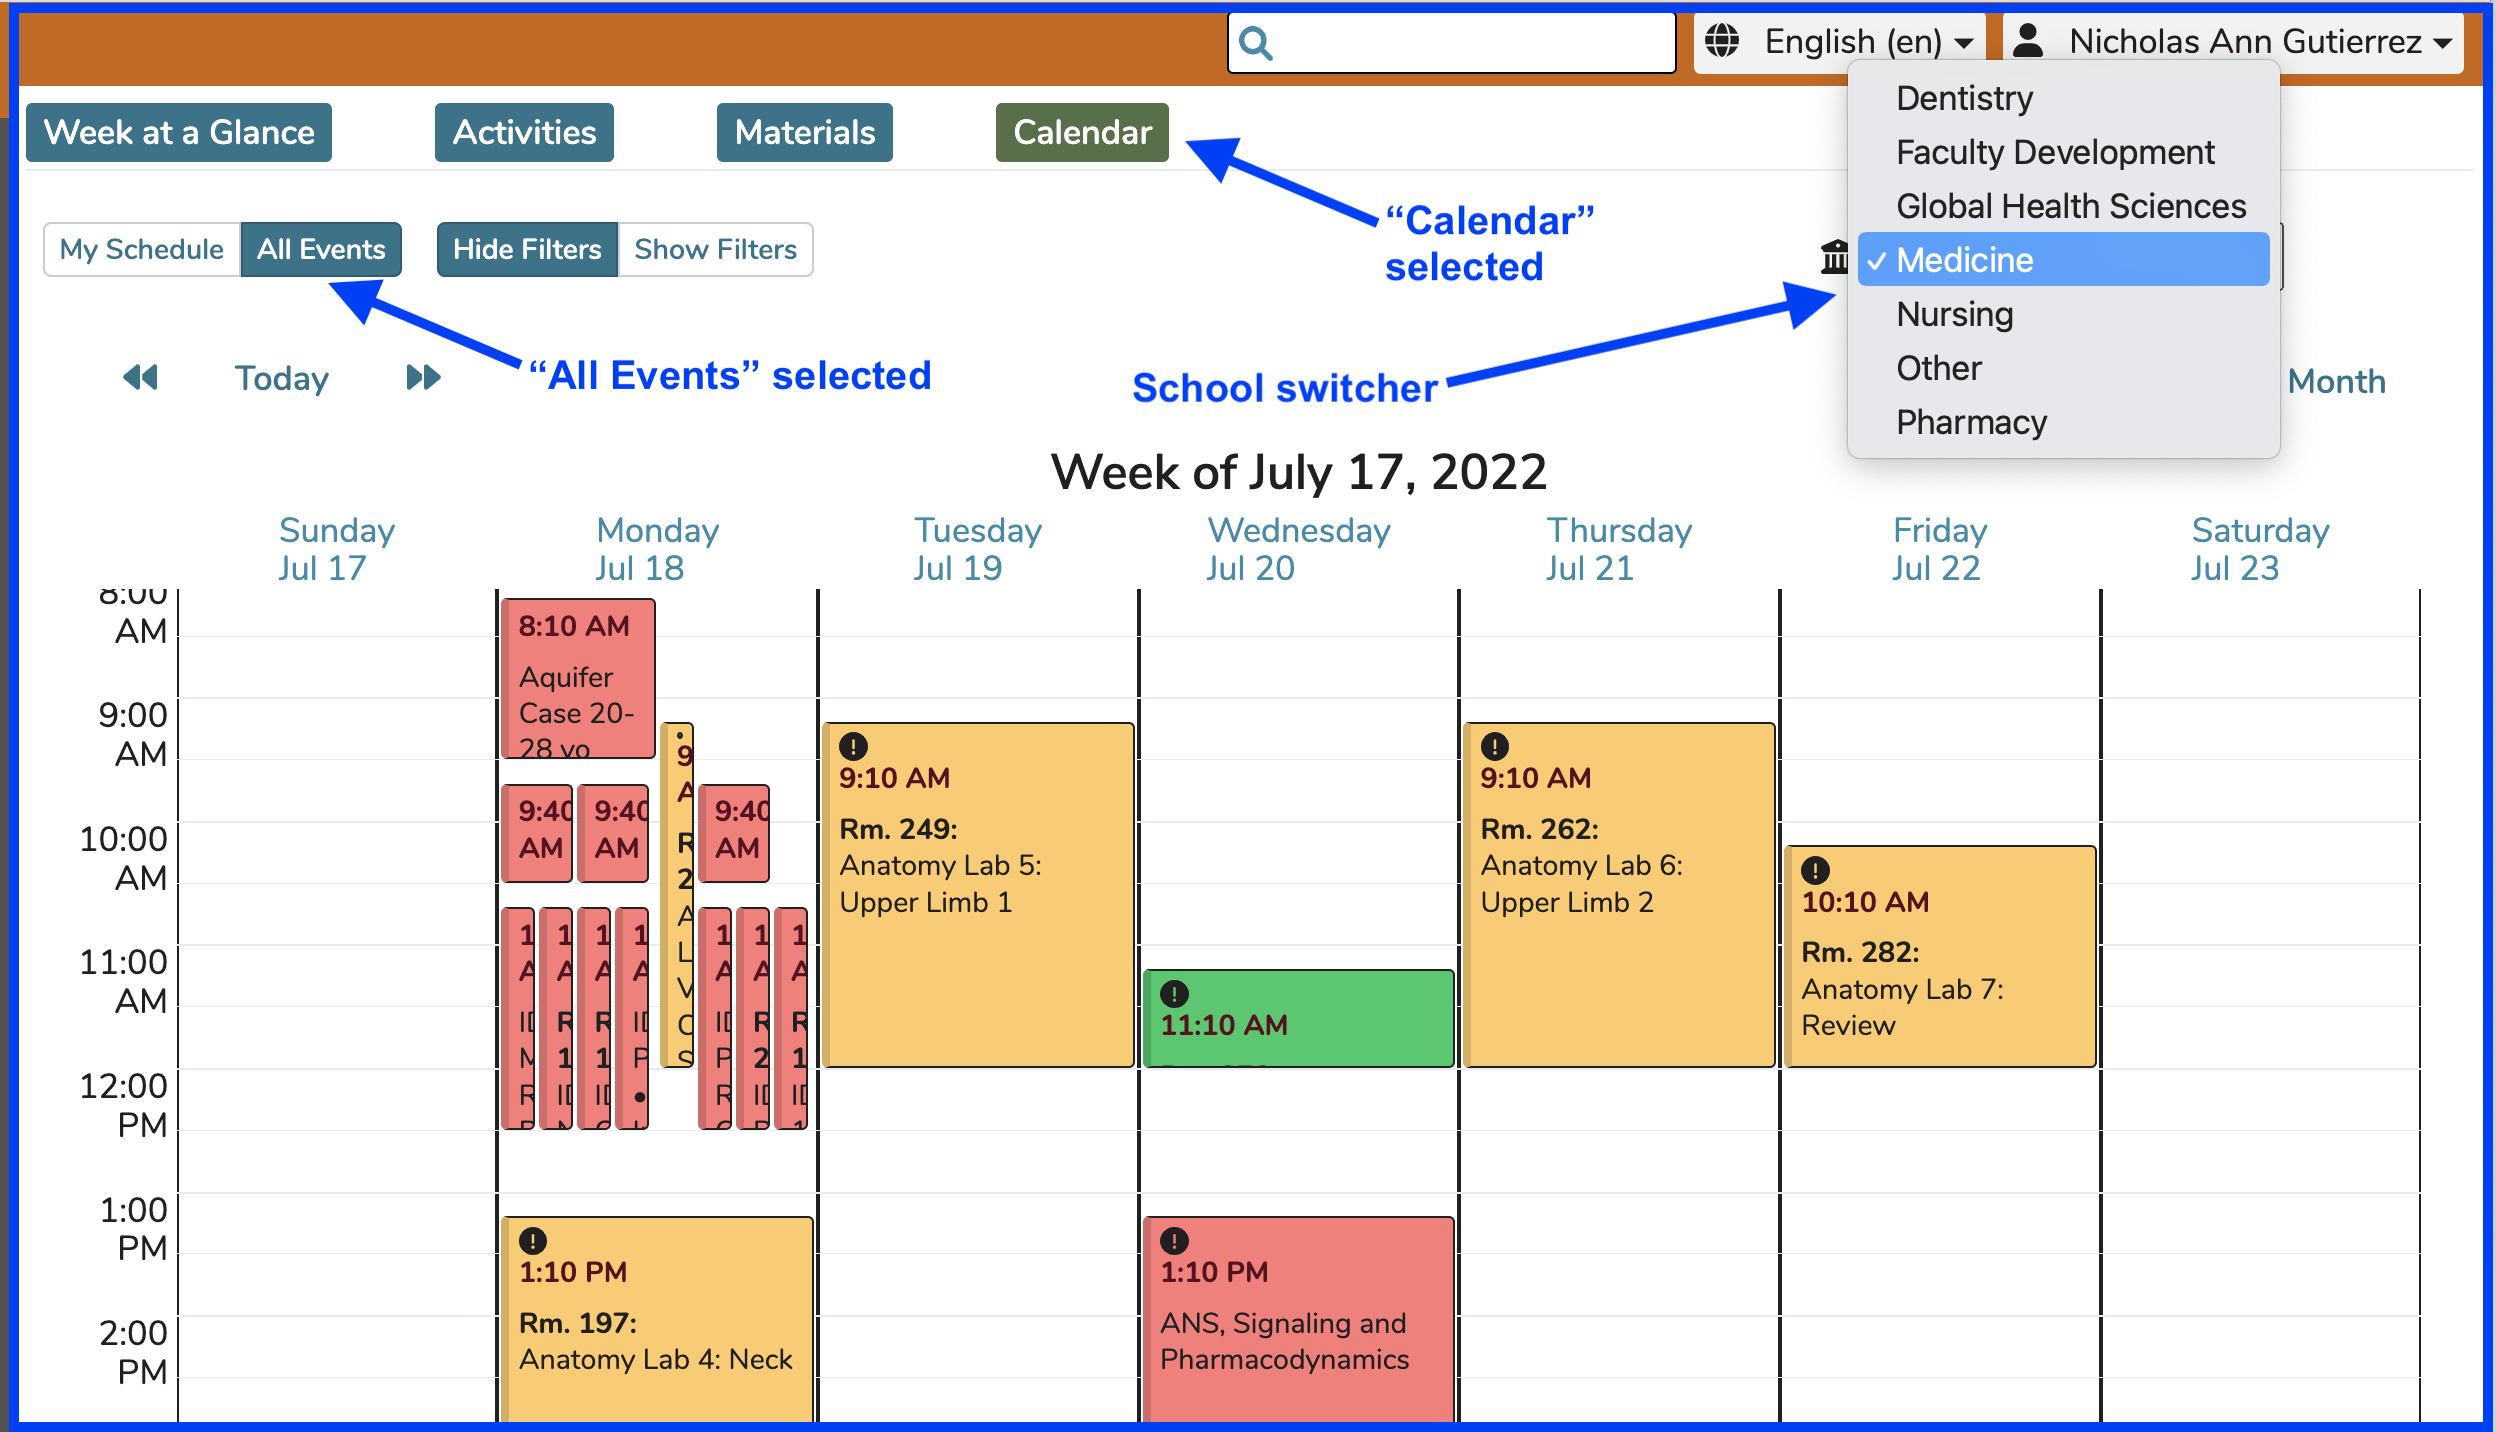 English (en)
Nicholas Ann Gutierrez
Week at a Glance
Activities
Materials
Calendar
Dentistry
Faculty Development
Global Health Sciences
Medicine
Nursing
Other
Pharmacy
My Schedule
All Events
Hide Filters
Show Filters
“Calendar”
selected
“All Events” selected
School switcher
Today
Month
Week of July 17, 2022
Sunday
Jul 17
Monday
Jul 18
Tuesday
Jul 19
Wednesday
Jul 20
Thursday
Jul 21
Friday
Jul 22
Saturday
Jul 23
8:00
AM
9:00
AM
10:00
AM
11:00
AM
12:00
PM
1:00
PM
2:00
PM
8:10 AM
Aquifer
Case 20-
28 yo
9:40
AM
9:40
AM
9:40
AM
1:10 PM
Rm. 197:
Anatomy Lab 4: Neck
9:10 AM
Rm. 249:
Anatomy Lab 5:
Upper Limb 1
11:10 AM
1:10 PM
ANS, Signaling and
Pharmacodynamics
9:10 AM
Rm. 262:
Anatomy Lab 6:
Upper Limb 2
10:10 AM
Rm. 282:
Anatomy Lab 7:
Review